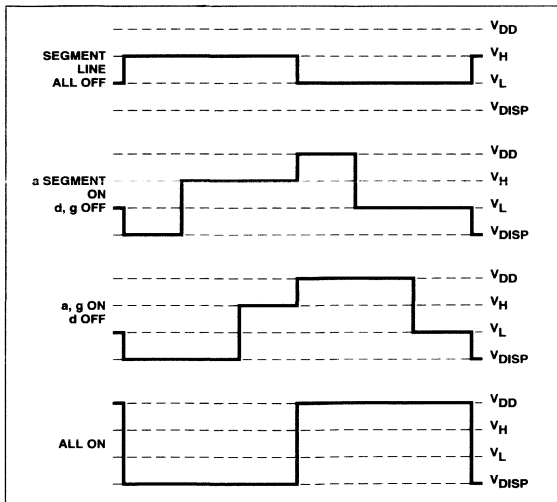 VDD
SEGMENT
LINE
ALL OFF
VH
VL
VDISP
a SEGMENT
ON
d, g OFF
VDD
VH
VL
VDISP
a, g ON
d OFF
VDD
VH
VL
VDISP
ALL ON
VDD
VH
VL
VDISP